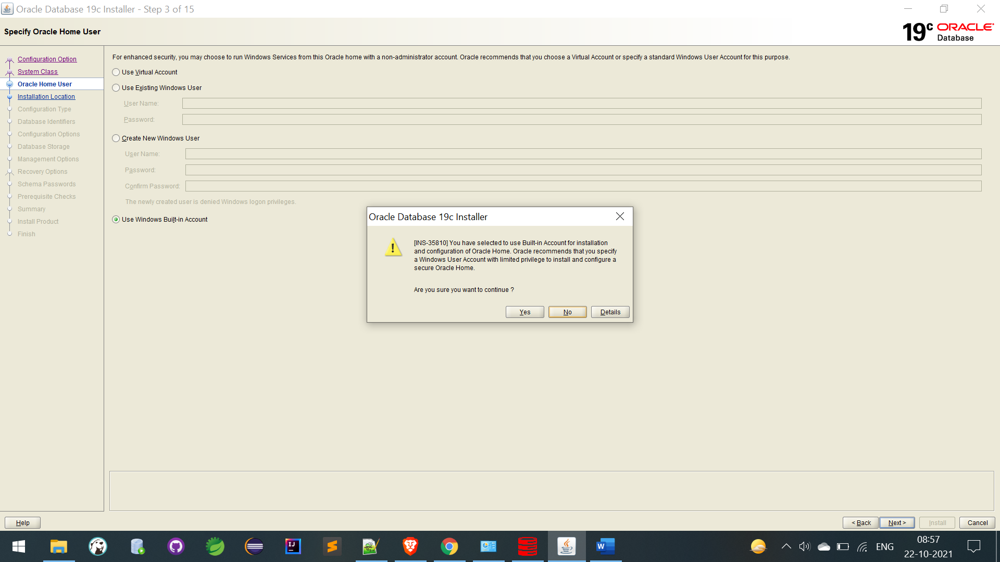 Oracle Database 19c Installer - Step 3 of 15
Specify Oracle Home User
19c ORACLE
Database
Configuration Option
System Class
Oracle Home User
Installation Location
Configuration Type
Database Identifiers
Configuration Options
Database Storage
Management Options
Recovery Options
Schema Passwords
Prerequisite Checks
Summary
Install Product
Finish
For enhanced security, you may choose to run Windows Services from this Oracle home with a non-administrator account. Oracle recommends that you choose a Virtual Account or specify a standard Windows User Account for this purpose.
Use Virtual Account
Use Existing Windows User
User Name:
Password:
Create New Windows User
User Name:
Password:
Confirm Password:
The newly created user is denied Windows logon privileges.
Use Windows Built-in Account
Oracle Database 19c Installer
[INS-35810] You have selected to use Built-in Account for installation
and configuration of Oracle Home. Oracle recommends that you specify
a Windows User Account with limited privilege to install and configure a
secure Oracle Home.
Are you sure you want to continue ?
Yes No Details
Help < Back Next > Install Cancel
IJ
W
ENG
08:57
22-10-2021